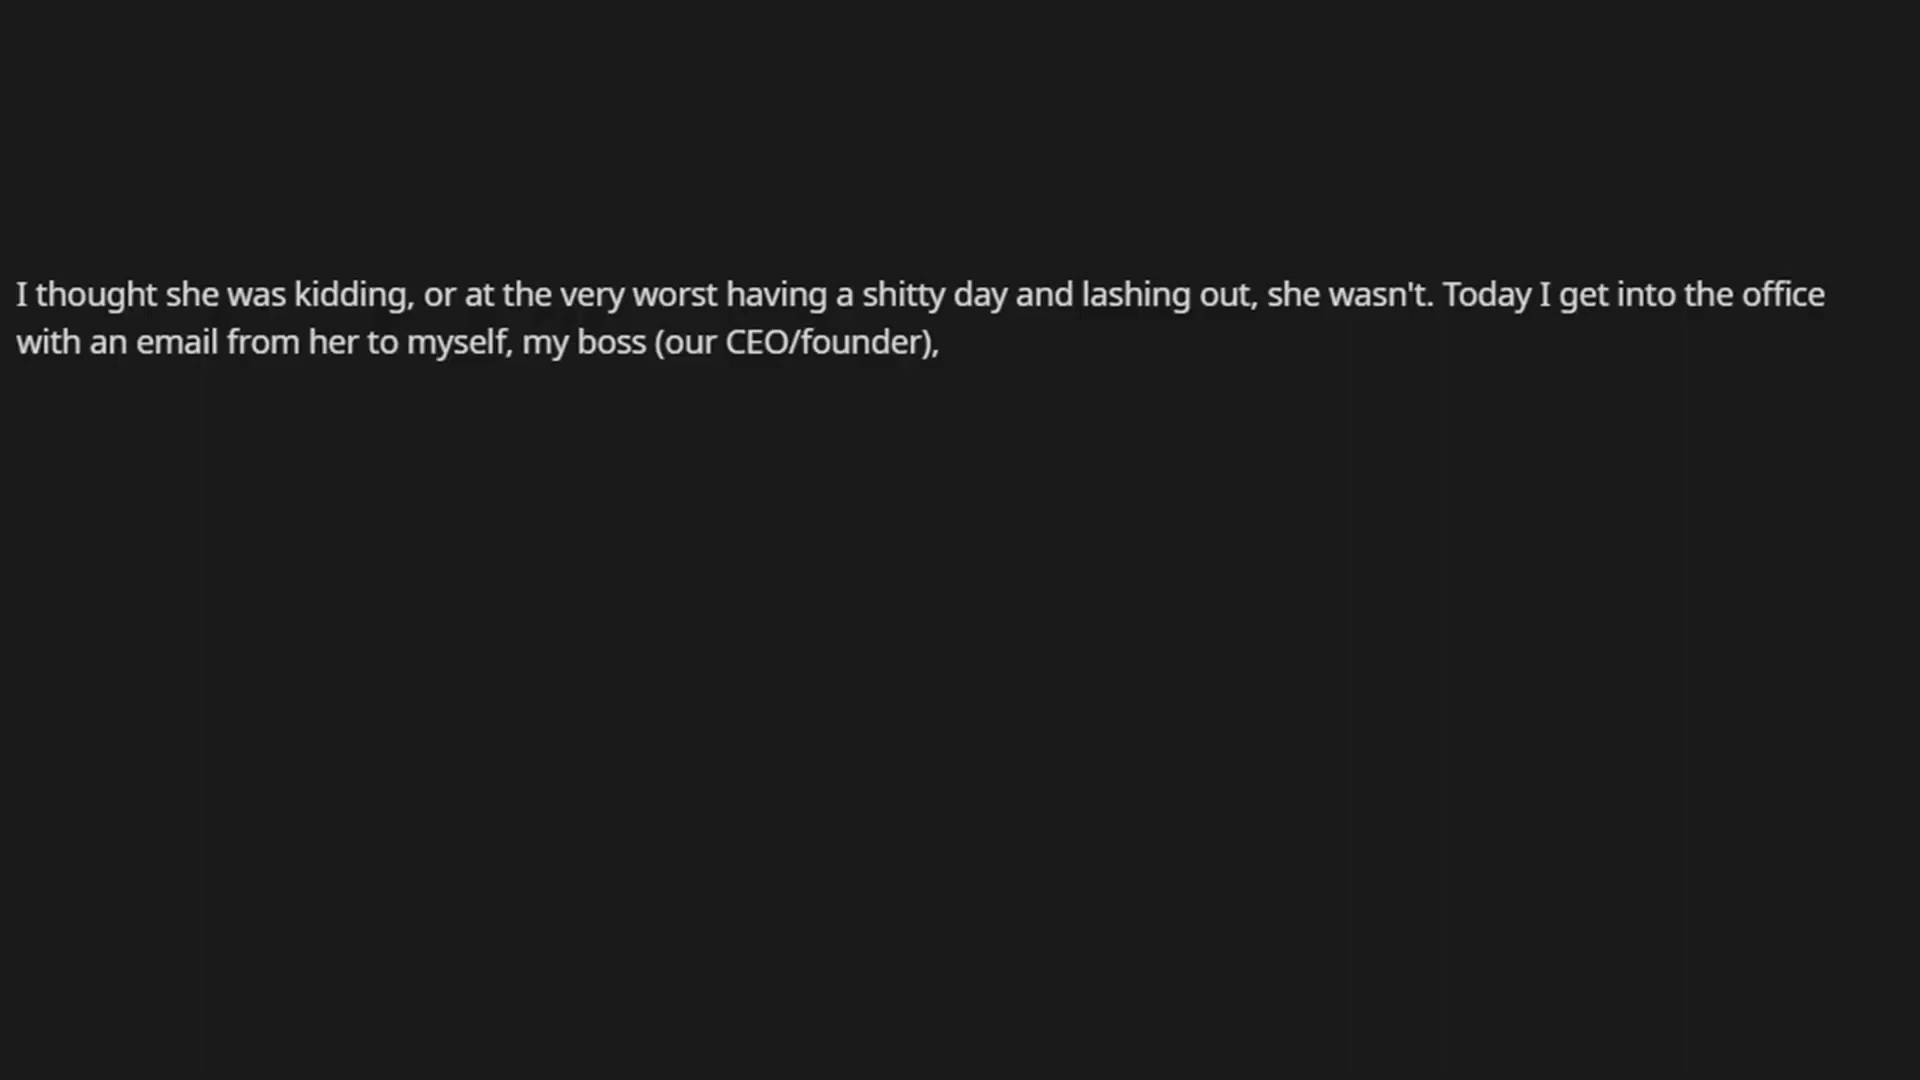 I thought she was kidding, or at the very worst having a shitty day and lashing out, she wasn't. Today I get into the office
with an email from her to myself, my boss (our CEO/founder),